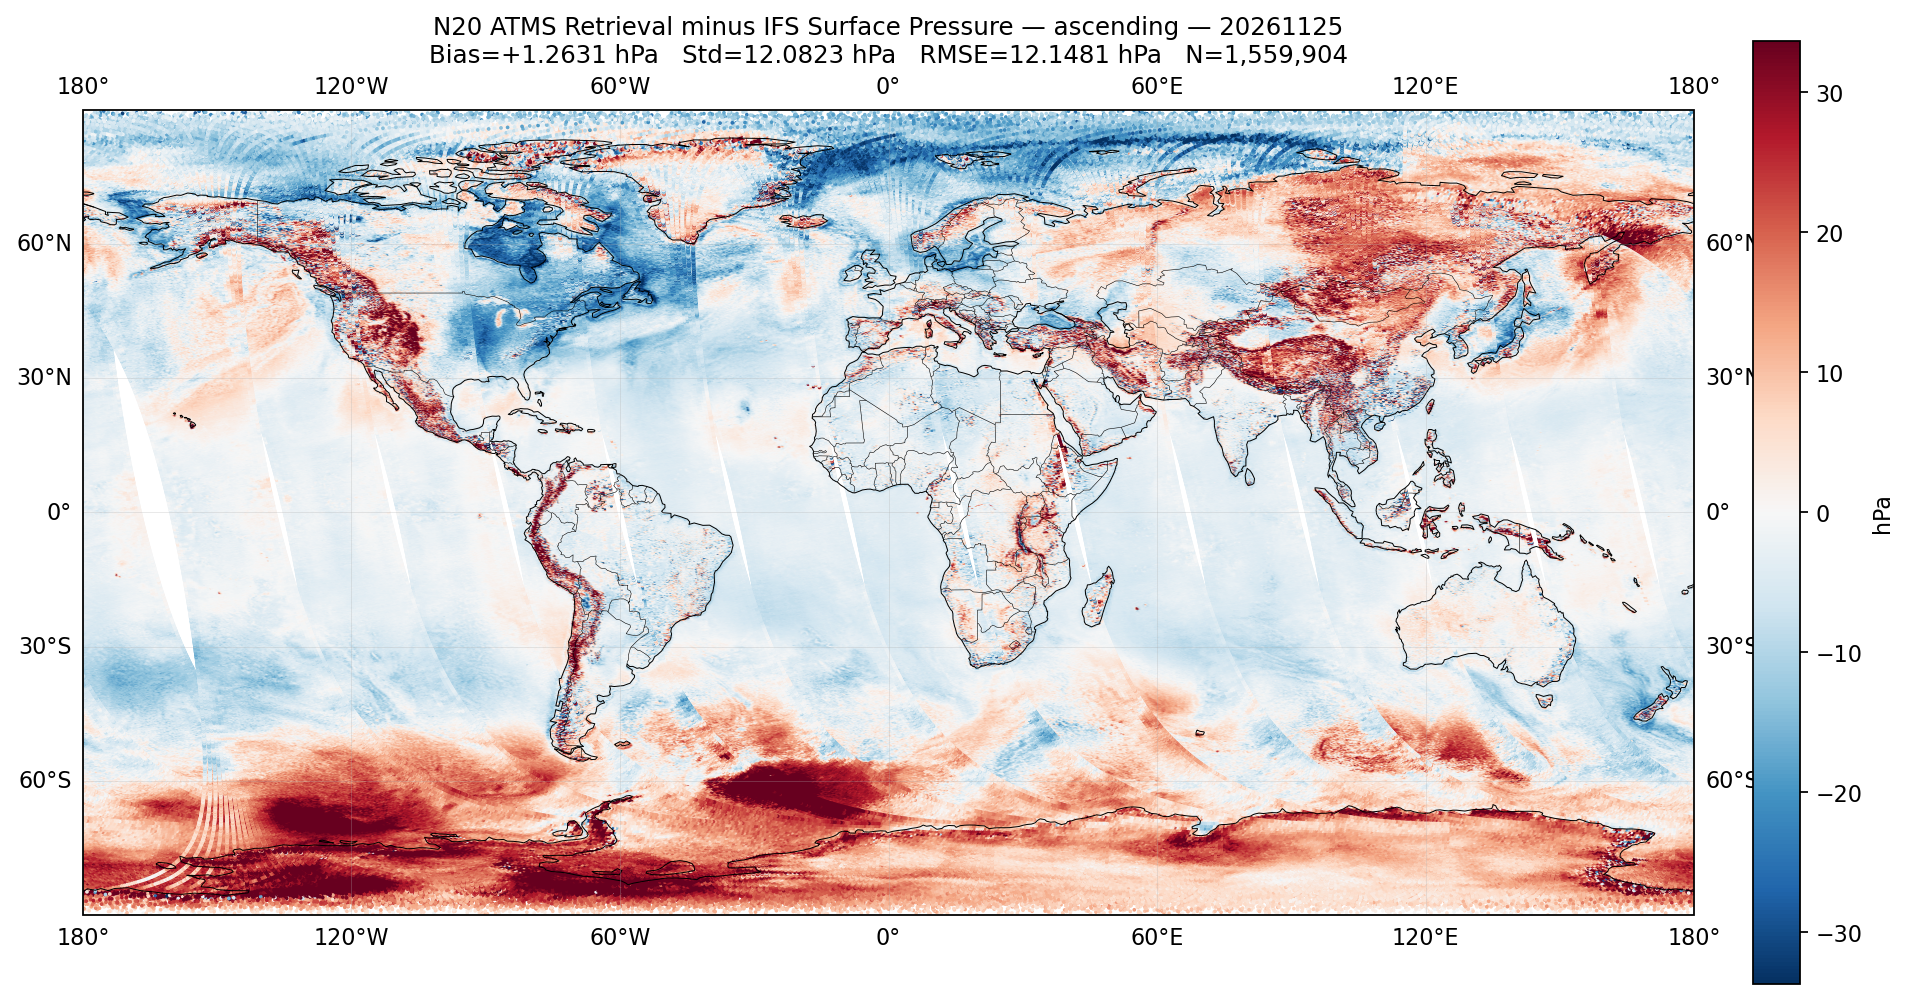 N20 ATMS Retrieval minus IFS Surface Pressure — ascending — 20261125
Bias=+1.2631 hPa   Std=12.0823 hPa   RMSE=12.1481 hPa   N=1,559,904
180° 120°W 60°W 0° 60°E 120°E 180°
60°N 60°N
30°N 30°N
0° 0°
30°S 30°S
60°S 60°S
180° 120°W 60°W 0° 60°E 120°E 180°
30
20
10
0
−10
−20
−30
hPa